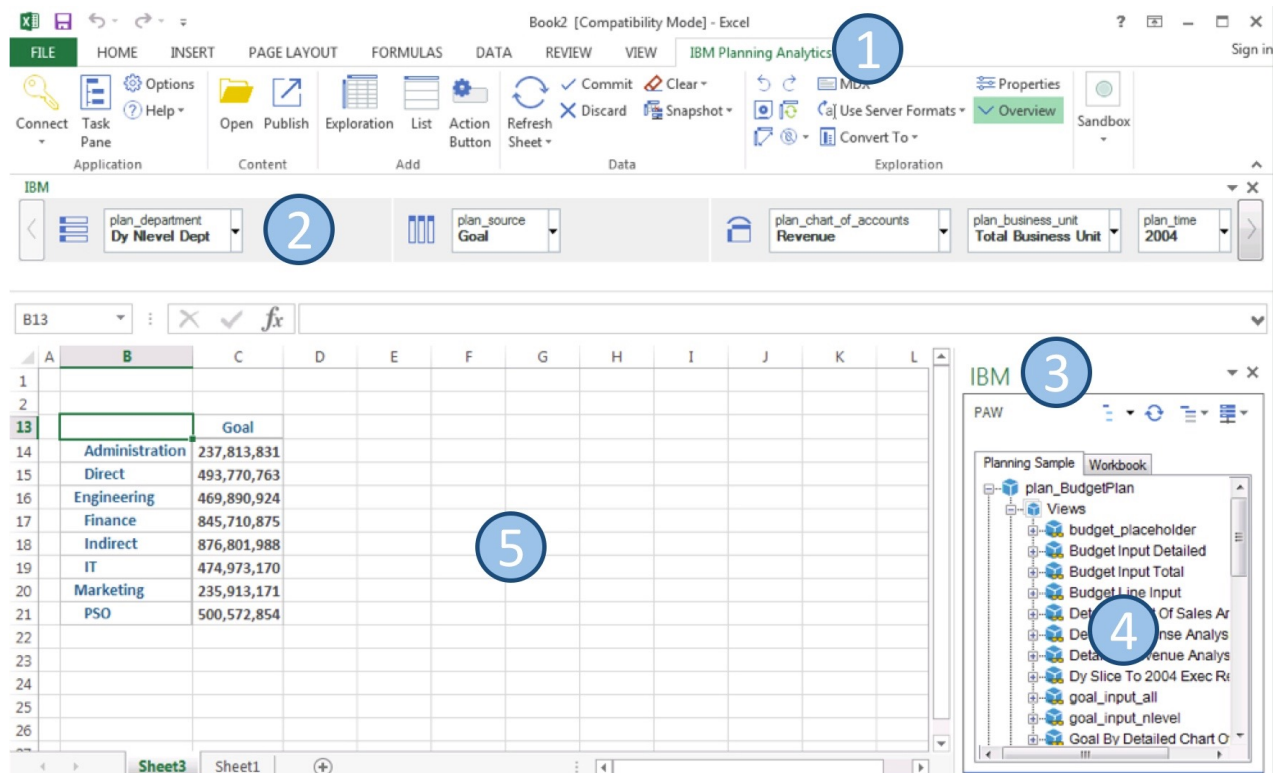 Book2 [Compatibility Mode] - Excel
?
FILE HOME INSERT PAGE LAYOUT FORMULAS DATA REVIEW VIEW IBM Planning Analytics Sign in
1
Connect
Task Pane
Options
Help
Application
Open Publish
Content
Exploration List Action Button
Add
Refresh Sheet
Commit Clear
Discard Snapshot
Data
MDX
Use Server Formats
Convert To
Properties
Overview
Exploration
Sandbox
IBM
plan_department
Dy Nlevel Dept
2
plan_source
Goal
plan_chart_of_accounts
Revenue
plan_business_unit
Total Business Unit
plan_time
2004
B13 fx
A B C D E F G H I J K L
1
2
13 Goal
14 Administration 237,813,831
15 Direct 493,770,763
16 Engineering 469,890,924
17 Finance 845,710,875
18 Indirect 876,801,988
19 IT 474,973,170
20 Marketing 235,913,171
21 PSO 500,572,854
22
23
24
25
26
5
Sheet3 Sheet1
IBM
3
PAW
Planning Sample Workbook
plan_BudgetPlan
Views
budget_placeholder
Budget Input Detailed
Budget Input Total
Budget Line Input
Of Sales Ar
Analys
Analys
Dy Slice To 2004 Exec Re
goal_input_all
goal_input_nlevel
Goal By Detailed Chart O
4